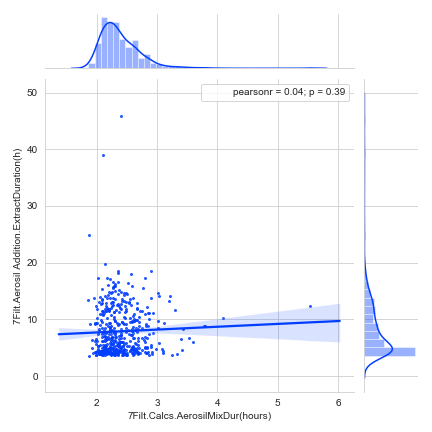 pearsonr = 0.04; p = 0.39
50
40
30
20
10
0
7Filt.Aerosil Addition.ExtractDuration(h)
2 3 4 5 6
7Filt.Calcs.AerosilMixDur(hours)